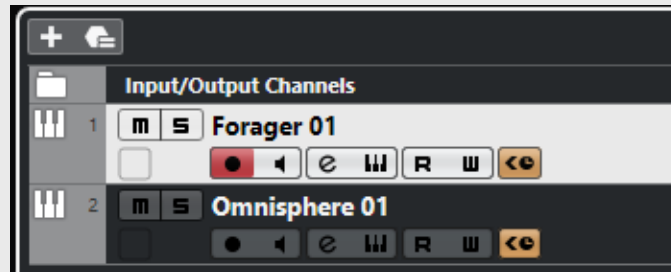 Input/Output Channels
1 m s Forager 01
e R W
2 m s Omnisphere 01
e R W